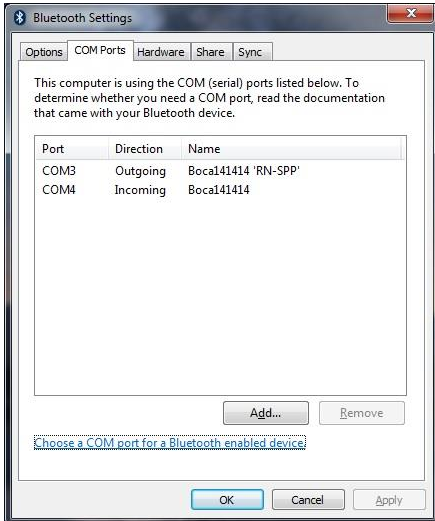 Bluetooth Settings
Options COM Ports Hardware Share Sync
This computer is using the COM (serial) ports listed below. To
determine whether you need a COM port, read the documentation
that came with your Bluetooth device.
Port Direction Name
COM3 Outgoing Boca141414 'RN-SPP'
COM4 Incoming Boca141414
Add... Remove
Choose a COM port for a Bluetooth enabled device.
OK Cancel Apply